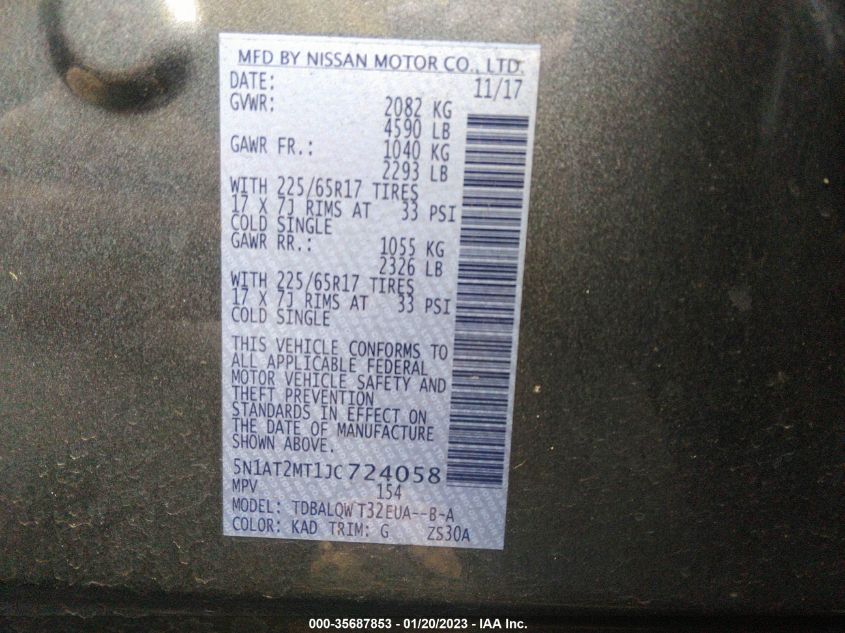 MFD BY NISSAN MOTOR CO., LTD.
DATE: 11/17
GVWR: 2082 KG
4590 LB
GAWR FR.: 1040 KG
2293 LB
WITH 225/65R17 TIRES
17 X 7J RIMS AT 33 PSI
COLD SINGLE
GAWR RR.: 1055 KG
2326 LB
WITH 225/65R17 TIRES
17 X 7J RIMS AT 33 PSI
COLD SINGLE
THIS VEHICLE CONFORMS TO
ALL APPLICABLE FEDERAL
MOTOR VEHICLE SAFETY AND
THEFT PREVENTION
STANDARDS IN EFFECT ON
THE DATE OF MANUFACTURE
SHOWN ABOVE.
5N1AT2MT1JC724058
MPV 154
MODEL: TDBALQW T32EUA--B-A
COLOR: KAD TRIM: G ZS30A
000-35687853 - 01/20/2023 - IAA Inc.